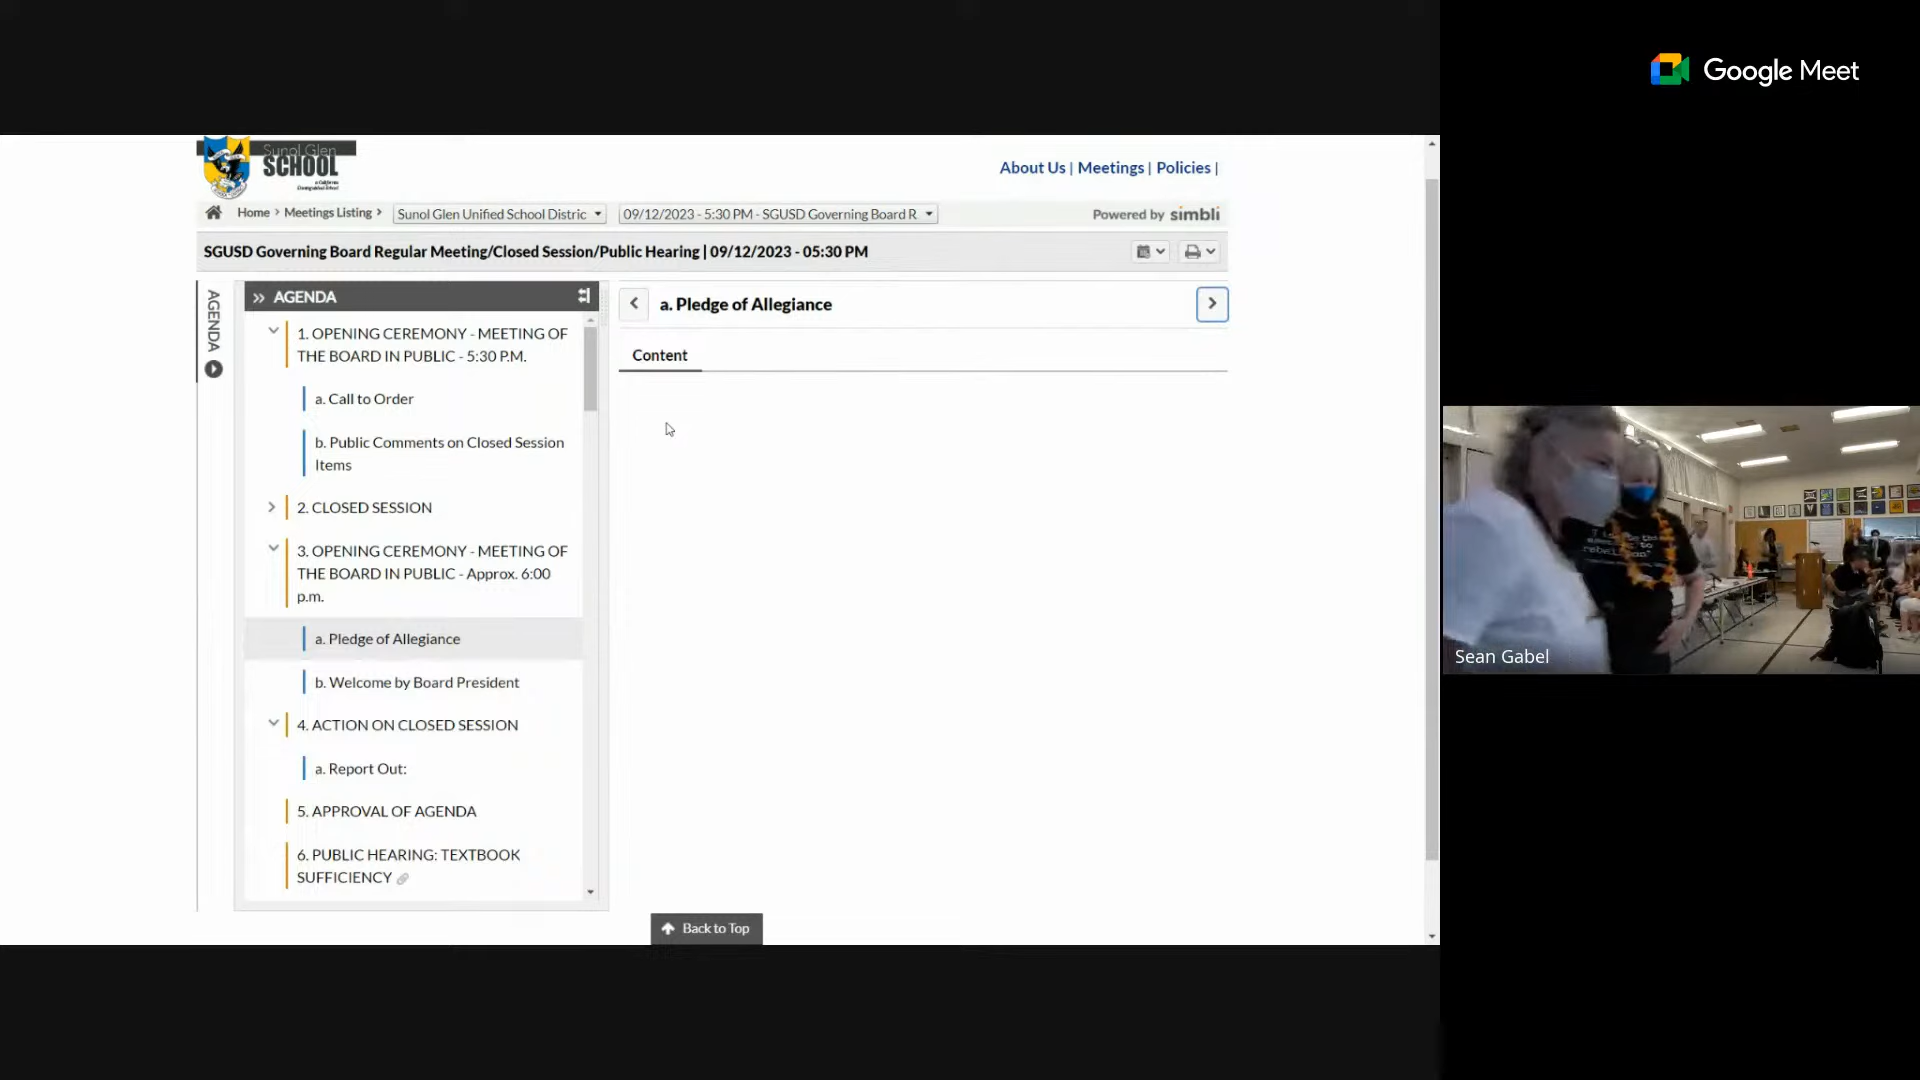 Google Meet
Sunol Glen
SCHOOL
About Us | Meetings | Policies |
Home > Meetings Listing >
Sunol Glen Unified School Distric
09/12/2023 - 5:30 PM - SGUSD Governing Board R
Powered by simbli
SGUSD Governing Board Regular Meeting/Closed Session/Public Hearing | 09/12/2023 - 05:30 PM
AGENDA
AGENDA
1. OPENING CEREMONY - MEETING OF
THE BOARD IN PUBLIC - 5:30 P.M.
a. Call to Order
b. Public Comments on Closed Session
Items
2. CLOSED SESSION
3. OPENING CEREMONY - MEETING OF
THE BOARD IN PUBLIC - Approx. 6:00
p.m.
a. Pledge of Allegiance
b. Welcome by Board President
4. ACTION ON CLOSED SESSION
a. Report Out:
5. APPROVAL OF AGENDA
6. PUBLIC HEARING: TEXTBOOK
SUFFICIENCY
a. Pledge of Allegiance
Content
Back to Top
Sean Gabel